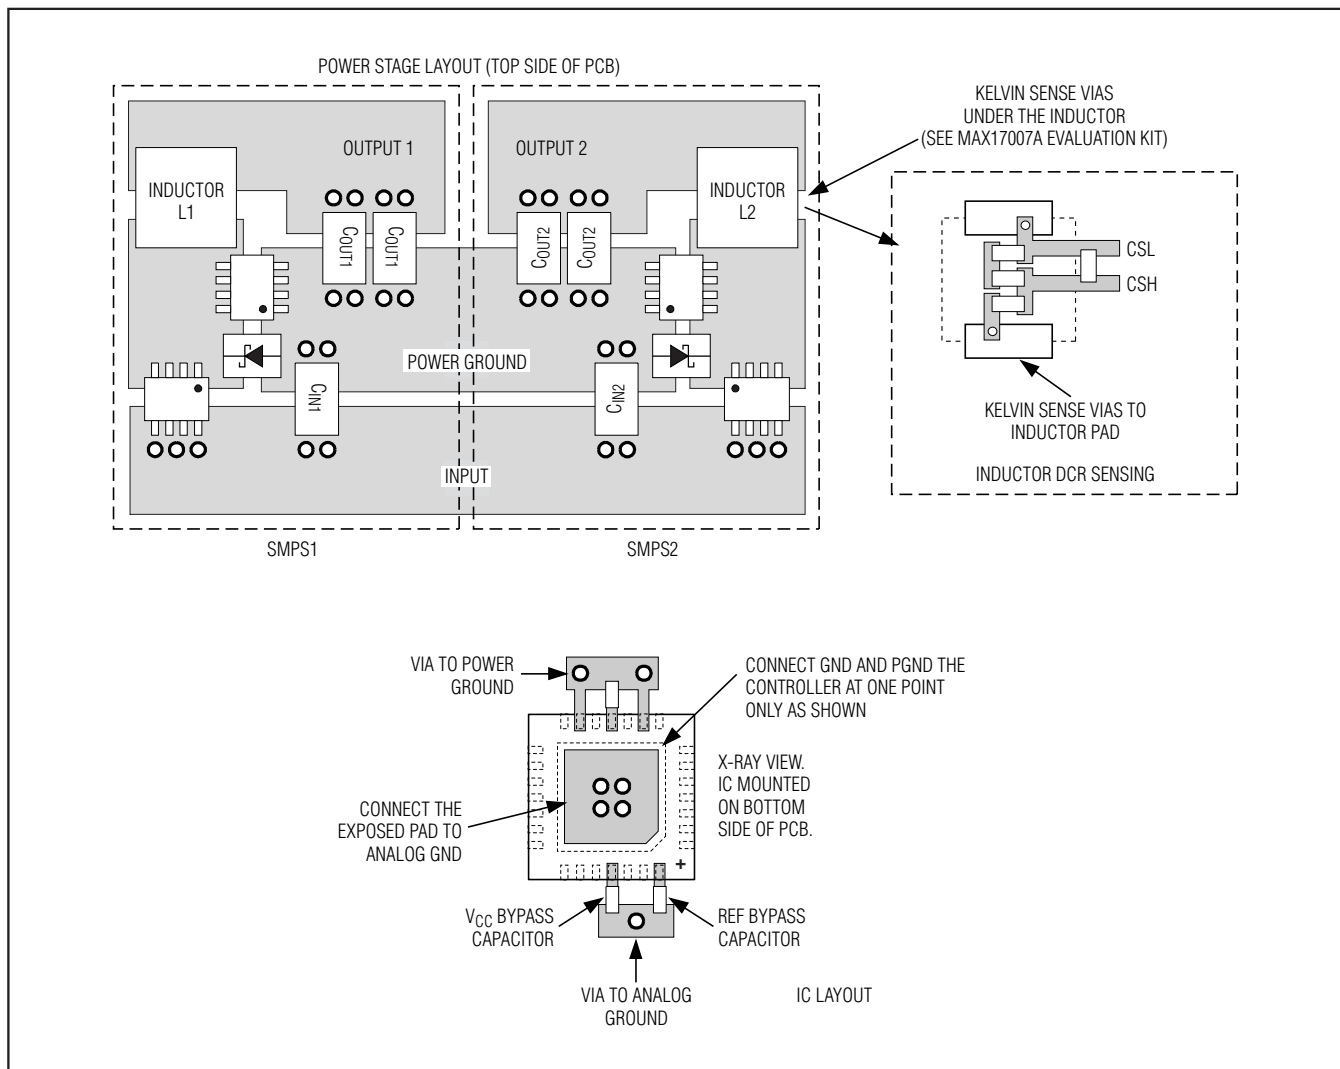 POWER STAGE LAYOUT (TOP SIDE OF PCB)
KELVIN SENSE VIAS
UNDER THE INDUCTOR
(SEE MAX17007A EVALUATION KIT)
OUTPUT 1
OUTPUT 2
INDUCTOR
L1
INDUCTOR
L2
COUT1
COUT1
COUT2
COUT2
CSL
CSH
POWER GROUND
CIN1
CIN2
KELVIN SENSE VIAS TO
INDUCTOR PAD
INPUT
INDUCTOR DCR SENSING
SMPS1
SMPS2
VIA TO POWER
GROUND
CONNECT GND AND PGND THE
CONTROLLER AT ONE POINT
ONLY AS SHOWN
X-RAY VIEW.
IC MOUNTED
ON BOTTOM
SIDE OF PCB.
CONNECT THE
EXPOSED PAD TO
ANALOG GND
+
VCC BYPASS
CAPACITOR
REF BYPASS
CAPACITOR
VIA TO ANALOG
GROUND
IC LAYOUT